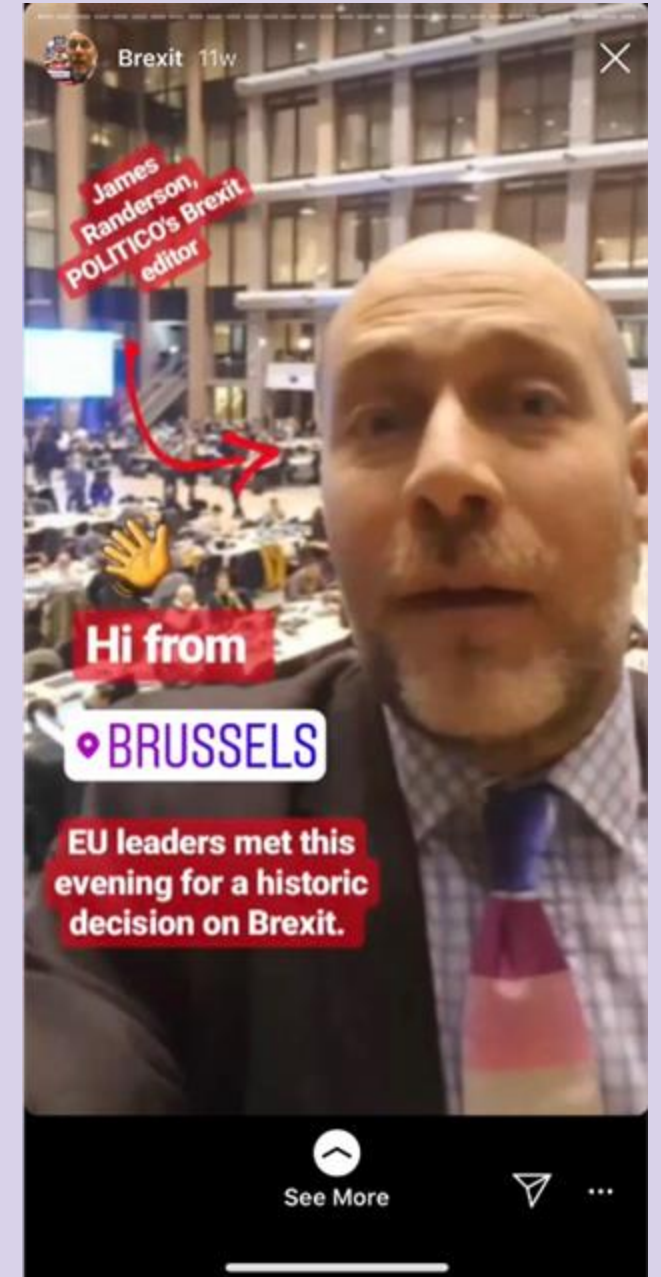 Brexit 11w
James
Randerson,
POLITICO's Brexit
editor
Hi from
BRUSSELS
EU leaders met this
evening for a historic
decision on Brexit.
See More